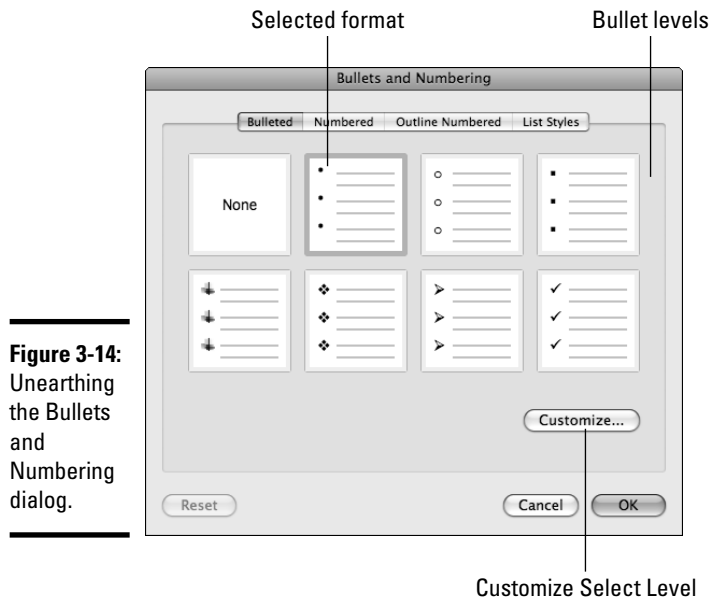 Selected format
Bullet levels
Bullets and Numbering
Bulleted Numbered Outline Numbered List Styles
None
Customize...
Reset
Cancel
OK
Figure 3-14:
Unearthing
the Bullets
and
Numbering
dialog.
Customize Select Level